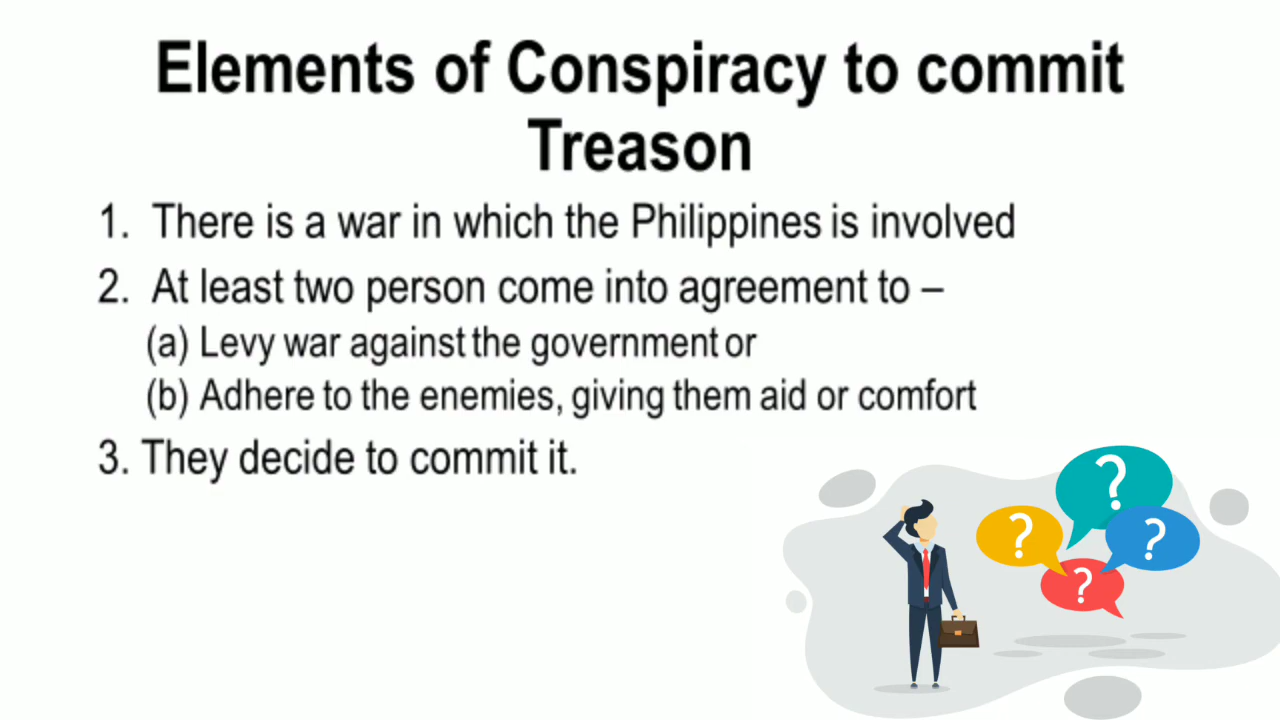 Elements of Conspiracy to commit
Treason
1. There is a war in which the Philippines is involved
2. At least two person come into agreement to –
(a) Levy war against the government or
(b) Adhere to the enemies, giving them aid or comfort
3. They decide to commit it.
?
?
?
?